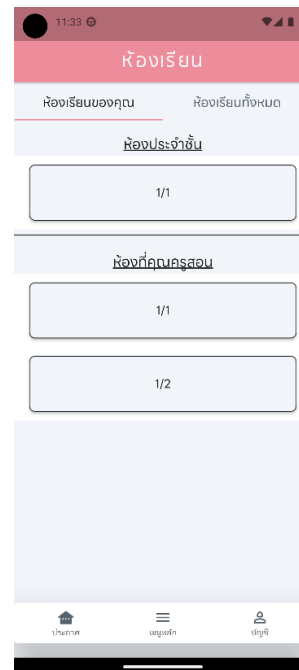 11:33
ห้องเรียน
ห้องเรียนของคุณ ห้องเรียนทั้งหมด
ห้องประจำชั้น
1/1
ห้องที่คุณครูสอน
1/1
1/2
ประกาศ เมนูหลัก บัญชี